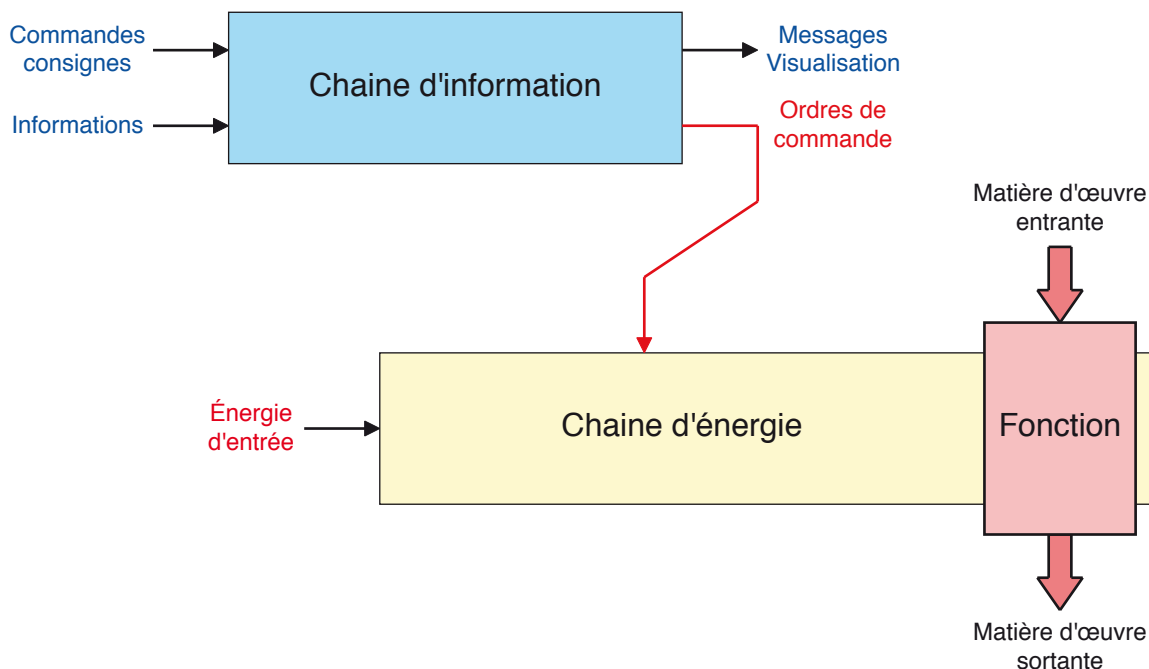 Commandes
consignes
Informations
Chaine d'information
Messages
Visualisation
Ordres de
commande
Matière d'œuvre
entrante
Énergie
d'entrée
Chaine d'énergie
Fonction
Matière d'œuvre
sortante